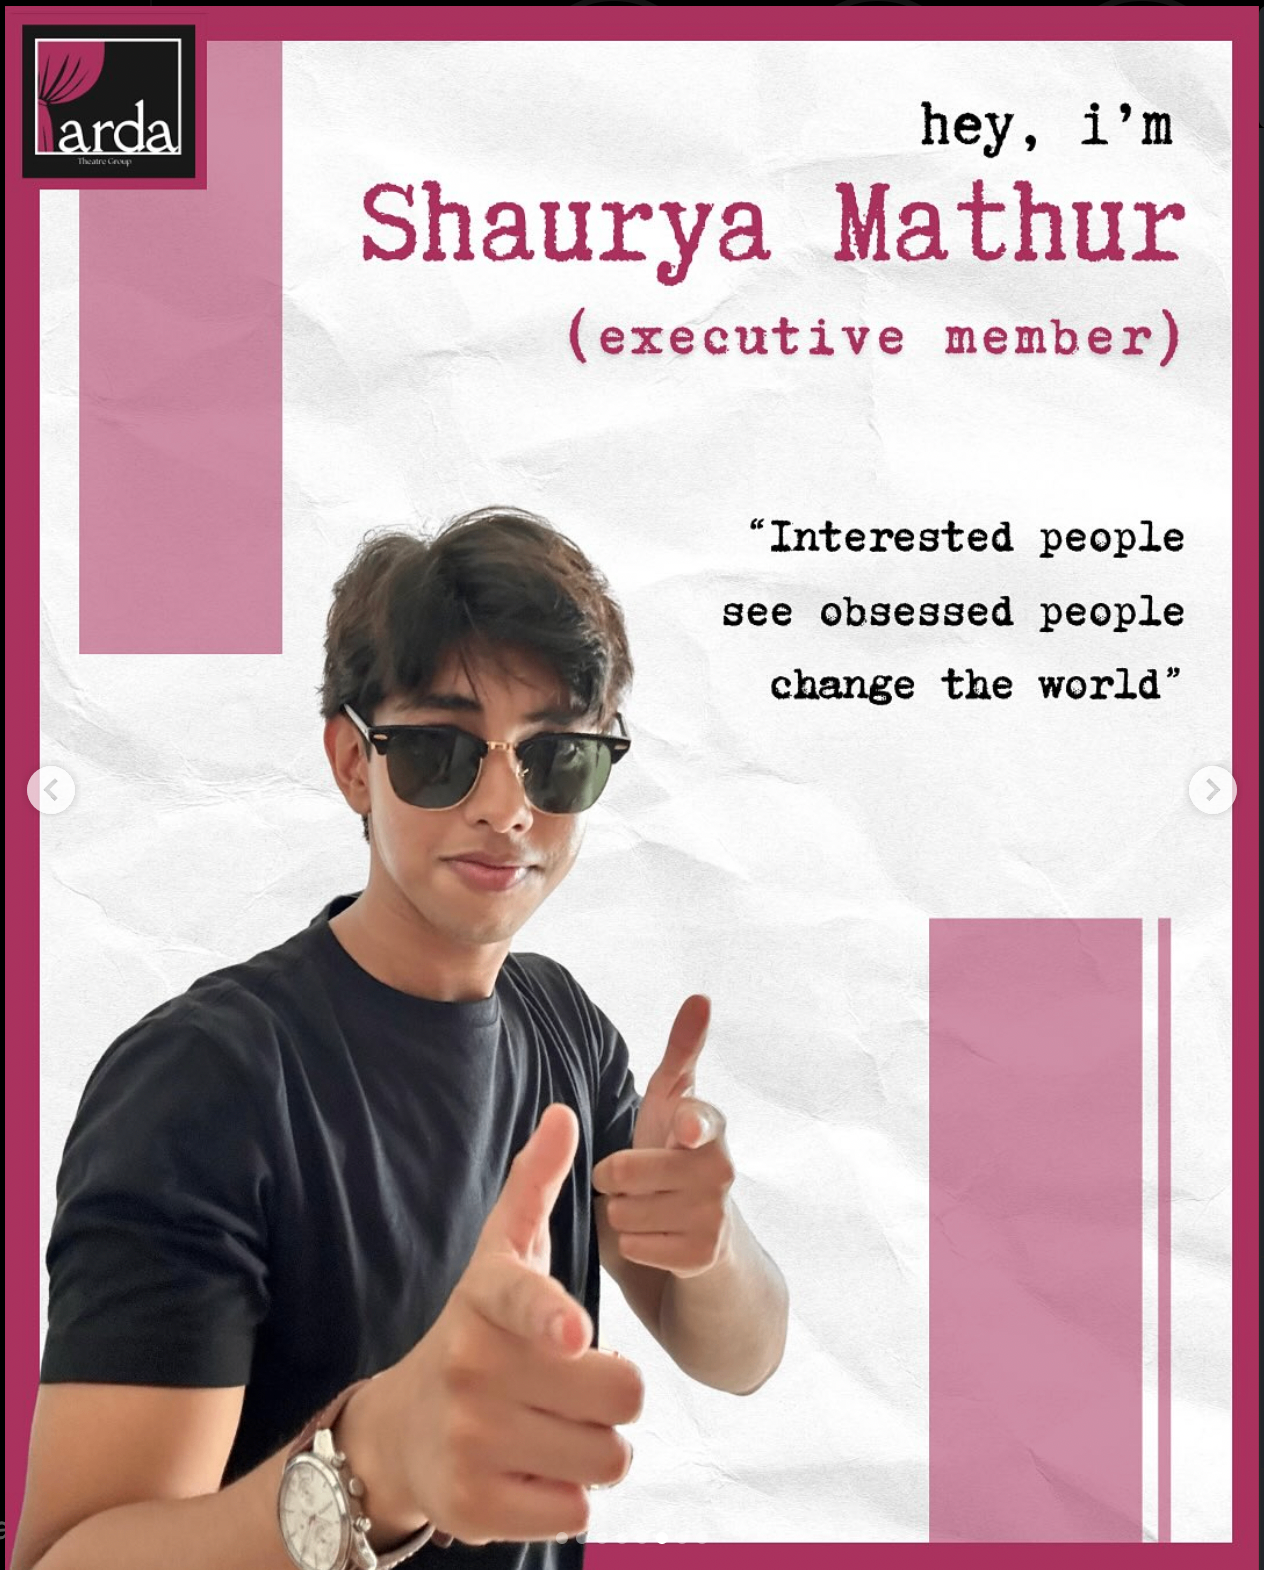 arda
Theatre Group
hey, i’m
Shaurya Mathur
(executive member)
“Interested people
see obsessed people
change the world”